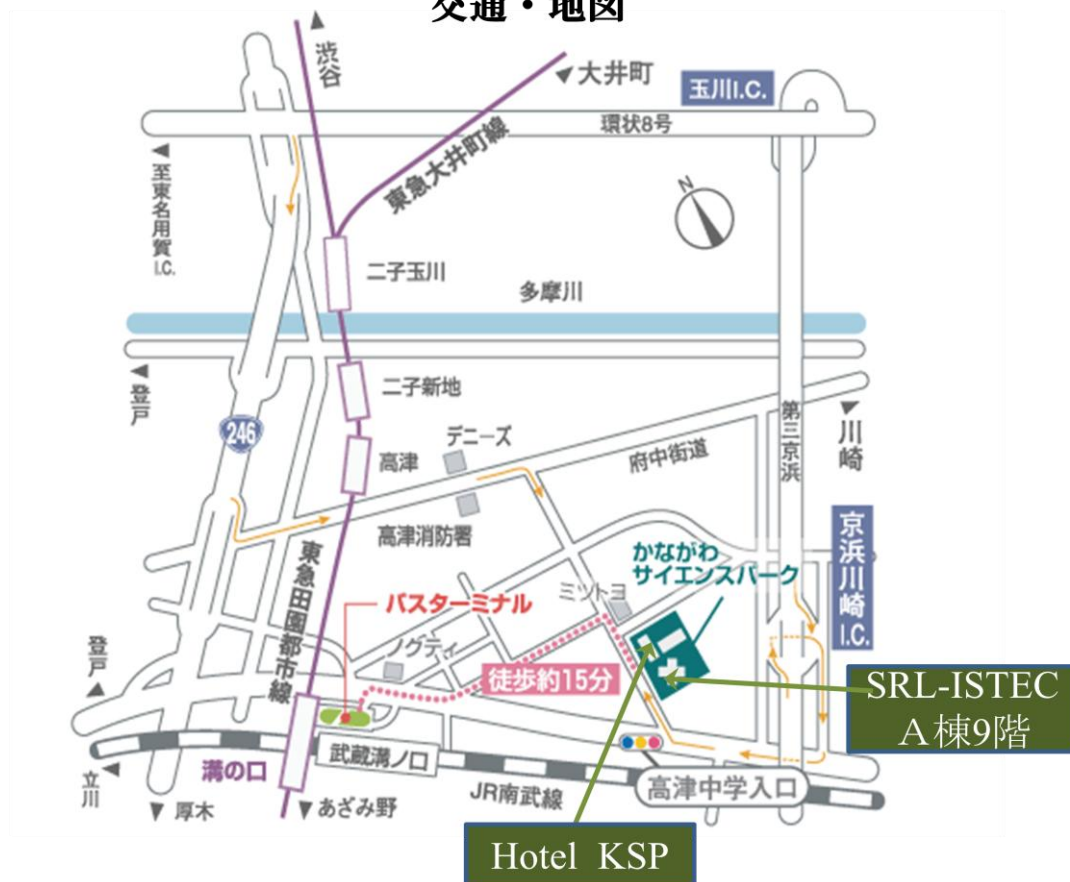 交通・地図
渋谷
大井町
玉川I.C.
環状8号
東急大井町線
至東名用賀I.C.
N
二子玉川
多摩川
登戸
二子新地
246
デニーズ
高津
府中街道
第三京浜
川崎
高津消防署
京浜川崎I.C.
かながわ
サイエンスパーク
東急田園都市線
バスターミナル
ミツトヨ
ノグティ
登戸
徒歩約15分
SRL-ISTEC
A棟9階
溝の口
武蔵溝ノ口
立川
厚木
あざみ野
JR南武線
高津中学入口
Hotel KSP